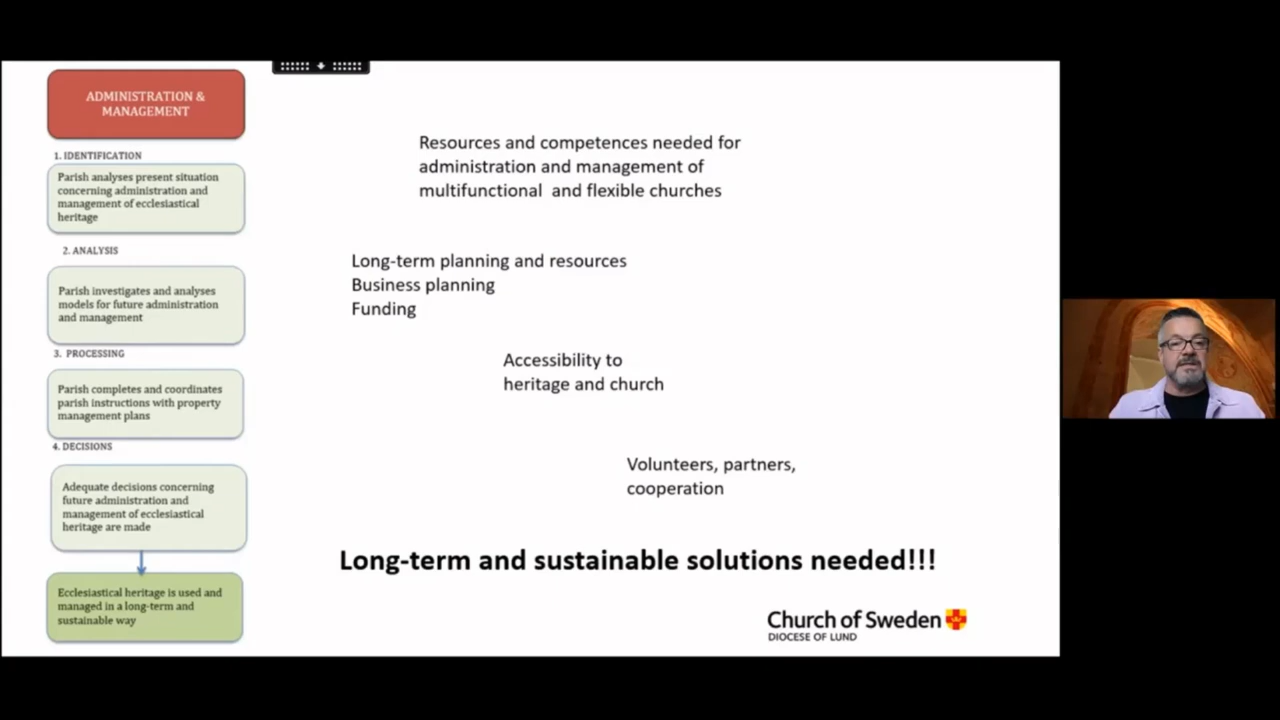 ADMINISTRATION &
MANAGEMENT
1. IDENTIFICATION
Parish analyses present situation
concerning administration and
management of ecclesiastical
heritage
2. ANALYSIS
Parish investigates and analyses
models for future administration
and management
3. PROCESSING
Parish completes and coordinates
parish instructions with property
management plans
4. DECISIONS
Adequate decisions concerning
future administration and
management of ecclesiastical
heritage are made
Ecclesiastical heritage is used and
managed in a long-term and
sustainable way
Resources and competences needed for
administration and management of
multifunctional and flexible churches
Long-term planning and resources
Business planning
Funding
Accessibility to
heritage and church
Volunteers, partners,
cooperation
Long-term and sustainable solutions needed!!!
Church of Sweden
DIOCESE OF LUND